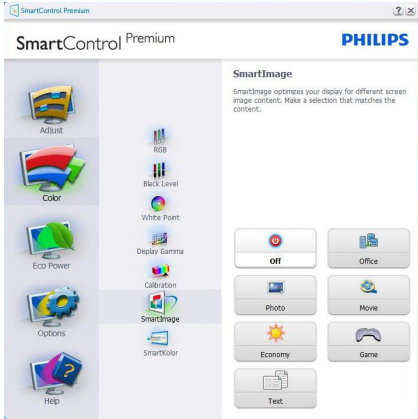 SmartControl Premium
SmartControl Premium
PHILIPS
Adjust
Color
Eco Power
Options
Help
RGB
Black Level
White Point
Display Gamma
Calibration
SmartImage
SmartKolor
SmartImage
SmartImage optimizes your display for different screen
image content. Make a selection that matches the
content.
Off
Office
Photo
Movie
Economy
Game
Text